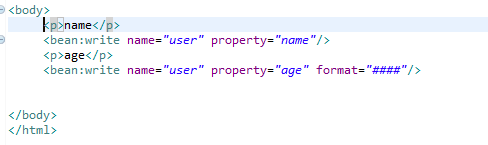 <body>
<p>name</p>
<bean:write name="user" property="name"/>
<p>age</p>
<bean:write name="user" property="age" format="####"/>
</body>
</html>